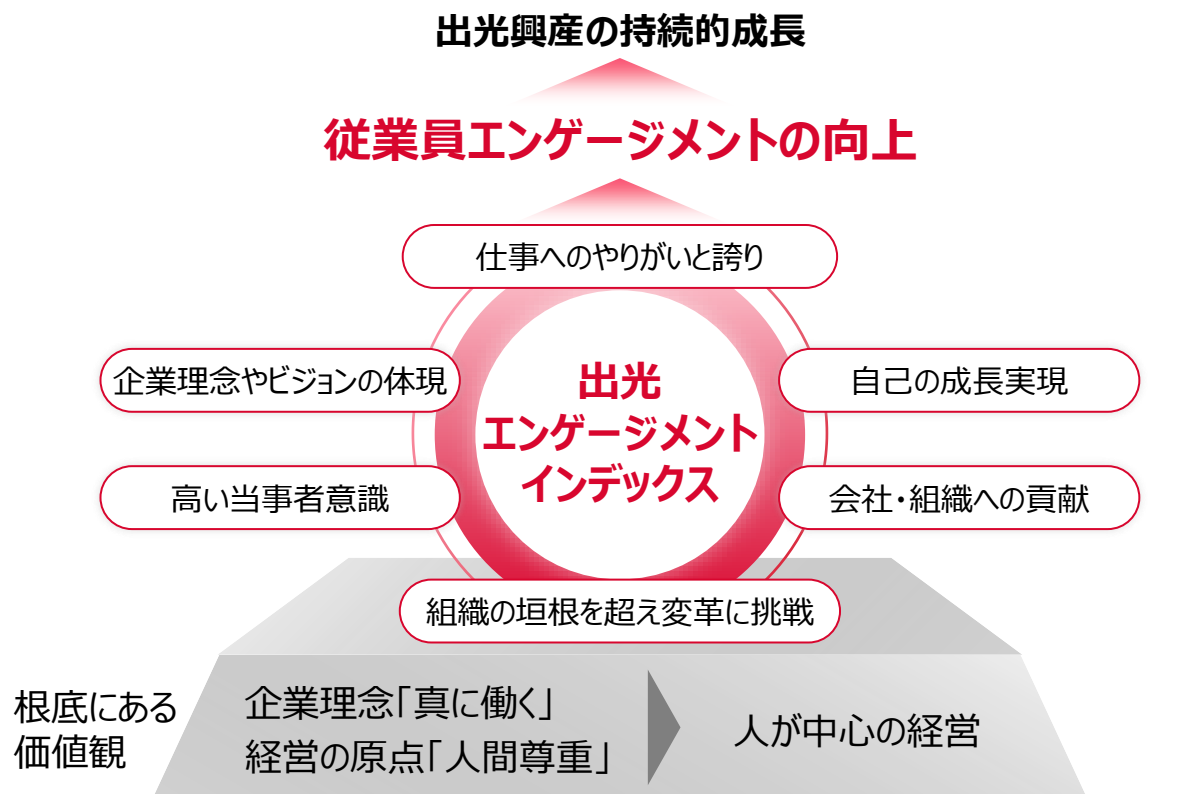 出光興産の持続的成長
従業員エンゲージメントの向上
仕事へのやりがいと誇り
企業理念やビジョンの体現
自己の成長実現
出光
エンゲージメント
インデックス
高い当事者意識
会社・組織への貢献
組織の垣根を超え変革に挑戦
根底にある
価値観
企業理念「真に働く」
経営の原点「人間尊重」
人が中心の経営